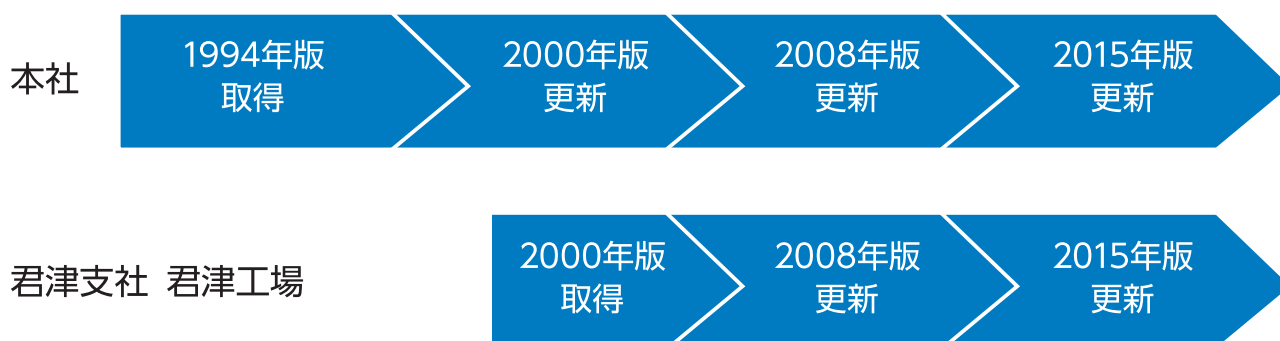 本社
1994年版
取得
2000年版
更新
2008年版
更新
2015年版
更新
君津支社 君津工場
2000年版
取得
2008年版
更新
2015年版
更新